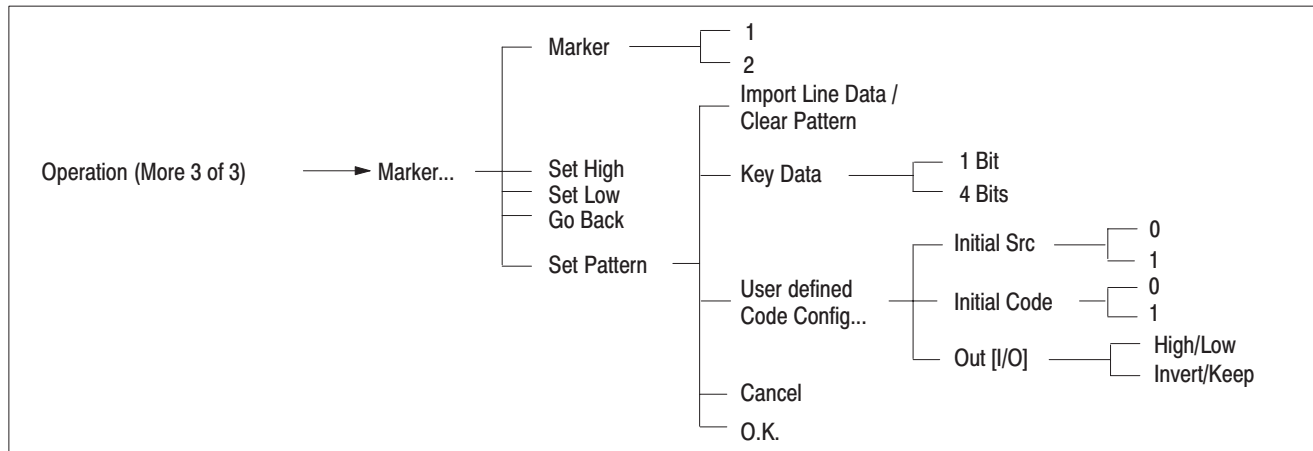 Marker
1
2
Import Line Data /
Clear Pattern
Operation (More 3 of 3)
Marker...
Set High
Set Low
Go Back
Set Pattern
Key Data
1 Bit
4 Bits
User defined
Code Config...
Initial Src
0
1
Initial Code
0
1
Out [I/O]
High/Low
Invert/Keep
Cancel
O.K.